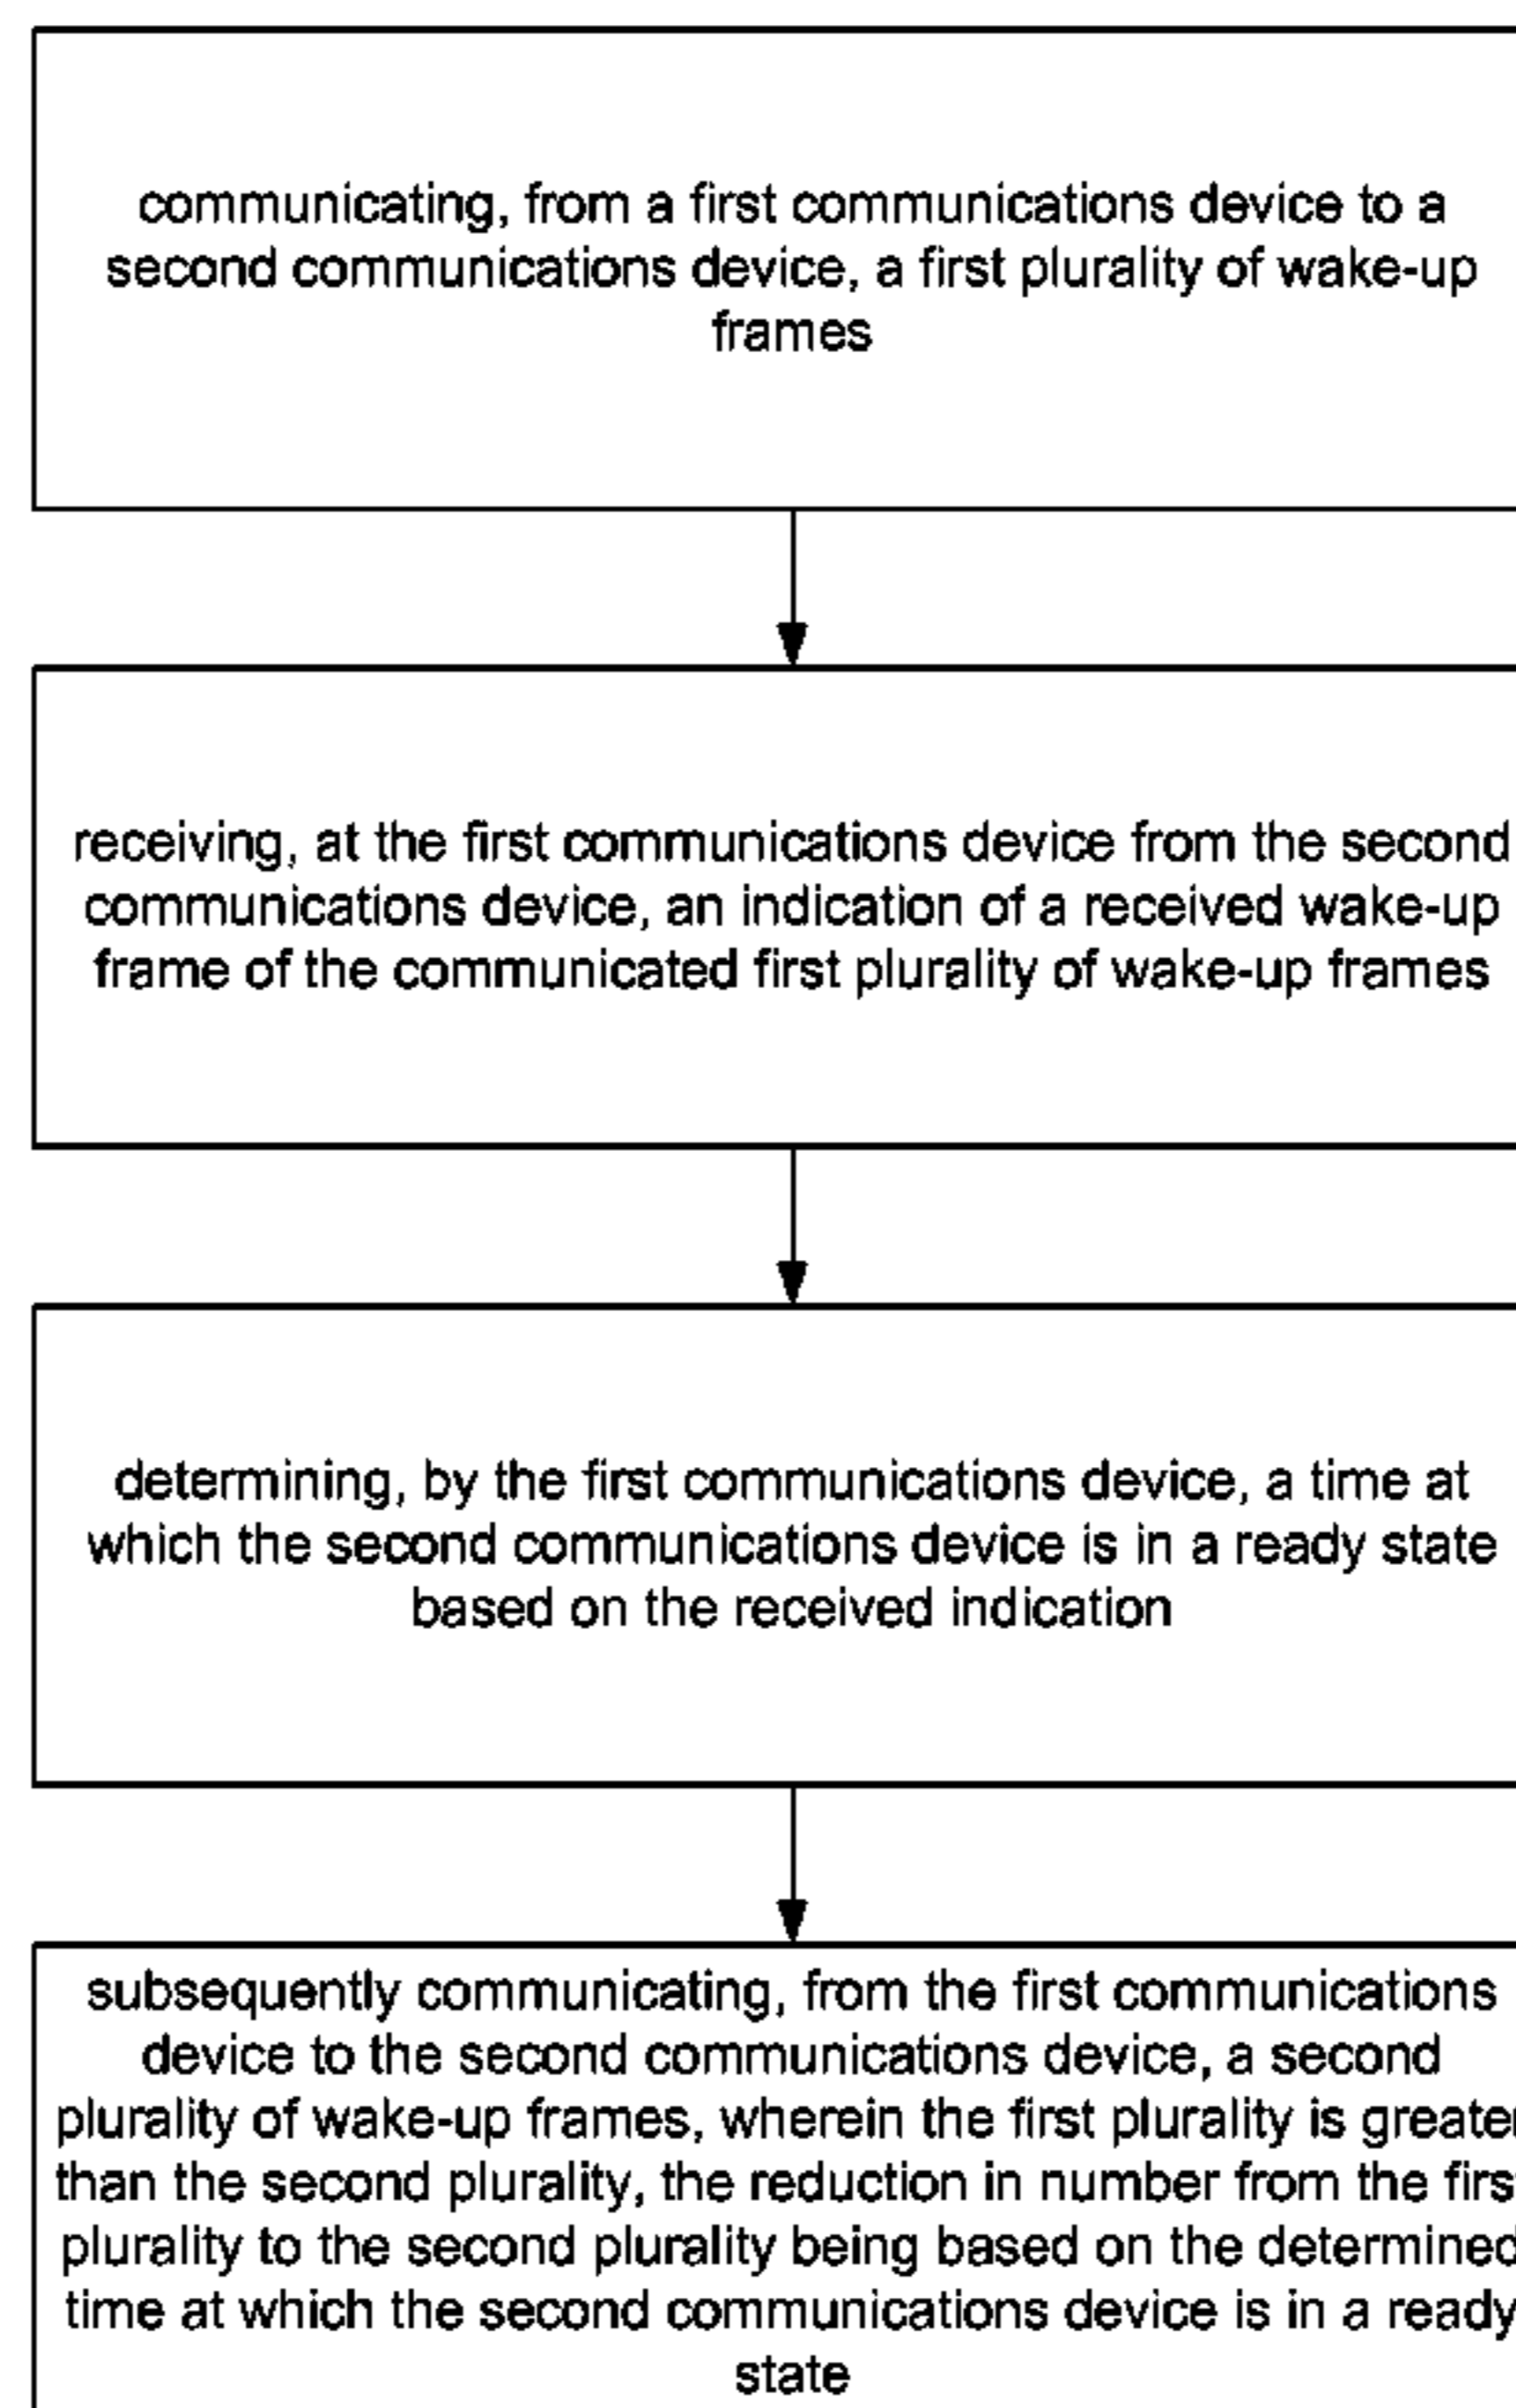 communicating, from a first communications device to a
second communications device, a first plurality of wake-up
frames
receiving, at the first communications device from the second
communications device, an indication of a received wake-up
frame of the communicated first plurality of wake-up frames
determining, by the first communications device, a time at
which the second communications device is in a ready state
based on the received indication
subsequently communicating, from the first communications
device to the second communications device, a second
plurality of wake-up frames, wherein the first plurality is greater
than the second plurality, the reduction in number from the first
plurality to the second plurality being based on the determined
time at which the second communications device is in a ready
state